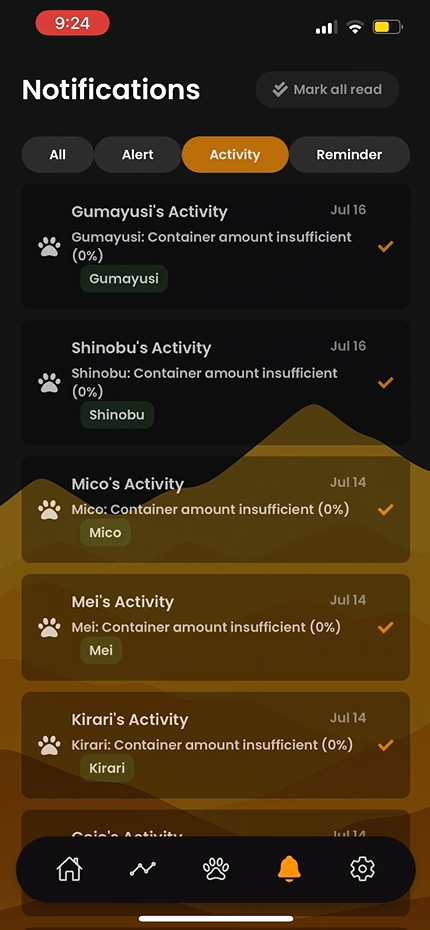 9:24
Notifications
Mark all read
All
Alert
Activity
Reminder
Gumayusi's Activity
Jul 16
Gumayusi: Container amount insufficient
(0%)
Gumayusi
Shinobu's Activity
Jul 16
Shinobu: Container amount insufficient
(0%)
Shinobu
Mico's Activity
Jul 14
Mico: Container amount insufficient (0%)
Mico
Mei's Activity
Jul 14
Mei: Container amount insufficient (0%)
Mei
Kirari's Activity
Jul 14
Kirari: Container amount insufficient (0%)
Kirari
Gojo's Activity
Jul 14